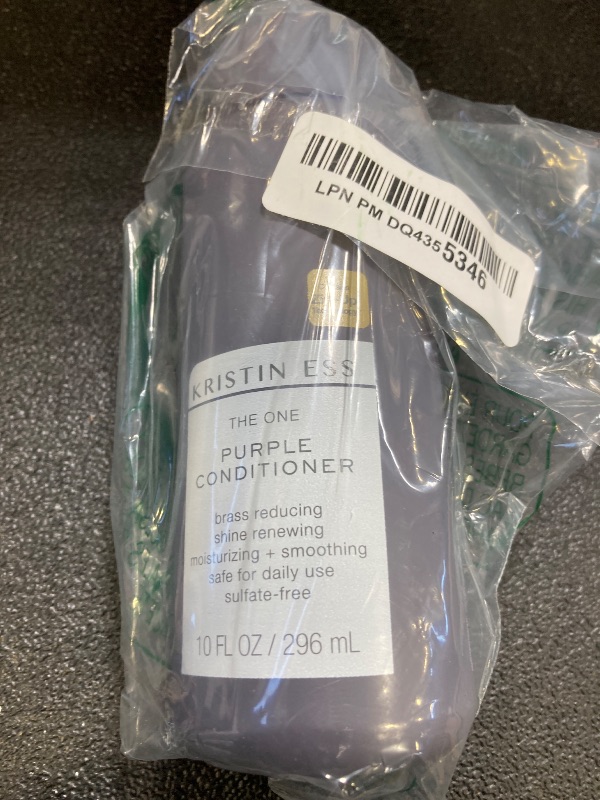 LPN PM DQ4355346
KRISTIN ESS
THE ONE
PURPLE
CONDITIONER
brass reducing
shine renewing
moisturizing + smoothing
safe for daily use
sulfate-free
10 FL OZ / 296 mL